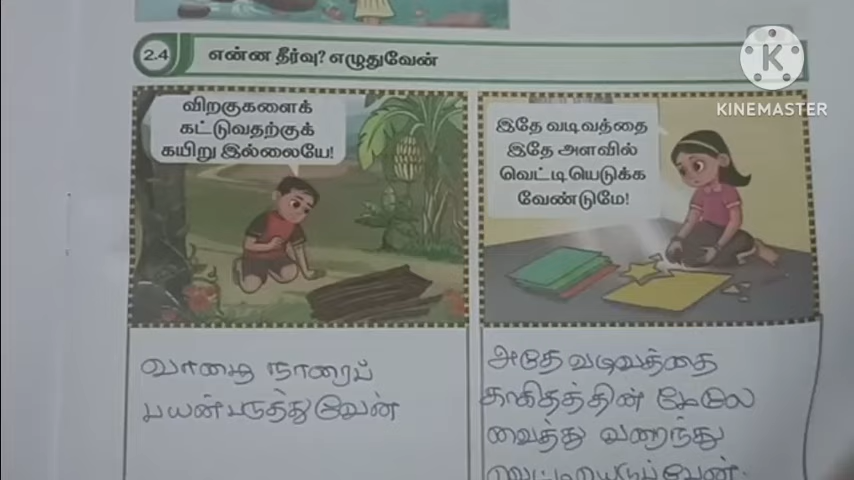 2.4 என்ன தீர்வு? எழுதுவேன்
K
KINEMASTER
விறகுகளைக்
கட்டுவதற்குக்
கயிறு இல்லையே!
இதே வடிவத்தை
இதே அளவில்
வெட்டியெடுக்க
வேண்டுமே!
வாழை நாரைப்
பயன்படுத்துவேன்
அதே வடிவத்தை
காகிதத்தின் மேலே
வைத்து வரைந்து
வெட்டியெடுப்பேன்.